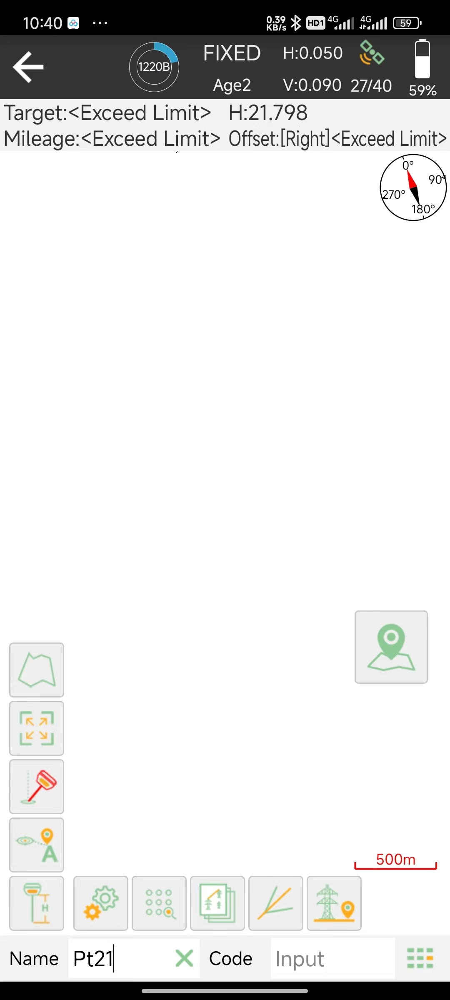 10:40 ... 0.39 KB/s HD1 4G 4G 59
1220B FIXED H:0.050
Age2 V:0.090 27/40 59%
Target:<Exceed Limit> H:21.798
Mileage:<Exceed Limit> Offset:[Right]<Exceed Limit>
0°
90°
270°
180°
A
500m
H
Name Pt21 Code Input